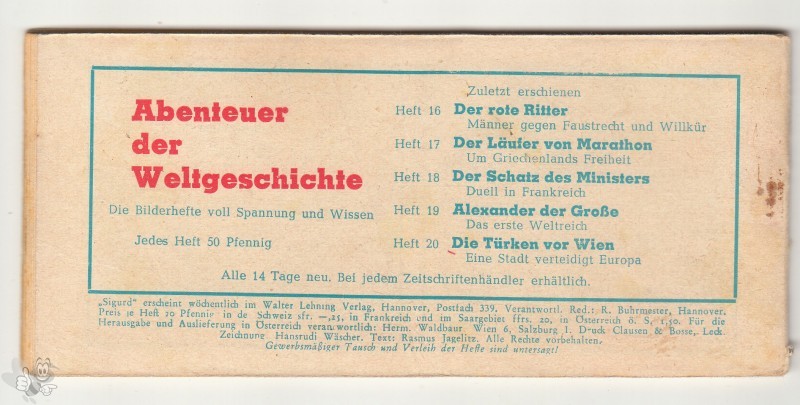 Abenteuer
der
Weltgeschichte
Die Bilderhefte voll Spannung und Wissen
Jedes Heft 50 Pfennig
Zuletzt erschienen
Heft 16 Der rote Ritter
Männer gegen Faustrecht und Willkür
Heft 17 Der Läufer von Marathon
Um Griechenlands Freiheit
Heft 18 Der Schatz des Ministers
Duell in Frankreich
Heft 19 Alexander der Große
Das erste Weltreich
Heft 20 Die Türken vor Wien
Eine Stadt verteidigt Europa
Alle 14 Tage neu. Bei jedem Zeitschriftenhändler erhältlich.
„Sigurd" erscheint wöchentlich im Walter Lehning Verlag, Hannover, Postfach 339. Verantwortl. Red.: R. Buhrmester, Hannover.
Preis je Heft 20 Pfennig in de Schweiz sfr. —,25, in Frankreich und im Saargebiet ffrs. 20, in Österreich ö. S. 1,50. Für die
Herausgabe und Auslieferung in Österreich verantwortlich: Herm. Waldbaur. Wien 6, Salzburg 1. Druck Clausen & Bosse, Leck.
Zeichnung Hansrudi Wäscher. Text: Rasmus Jagelitz. Alle Rechte vorbehalten.
Gewerbsmäßiger Tausch und Verleih der Hefte sind untersagt!